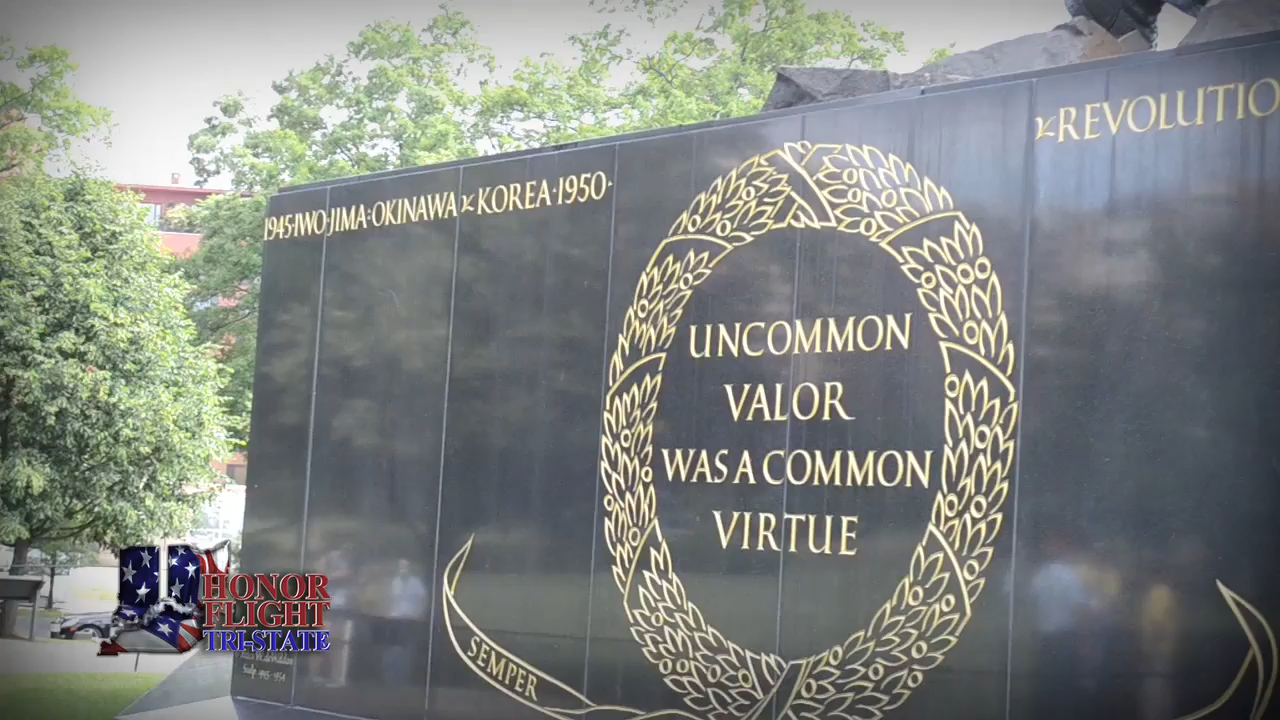 1945·IWO·JIMA·OKINAWA KOREA·1950·
REVOLUTIO
UNCOMMON
VALOR
WAS A COMMON
VIRTUE
SEMPER
HONOR
FLIGHT
TRI-STATE